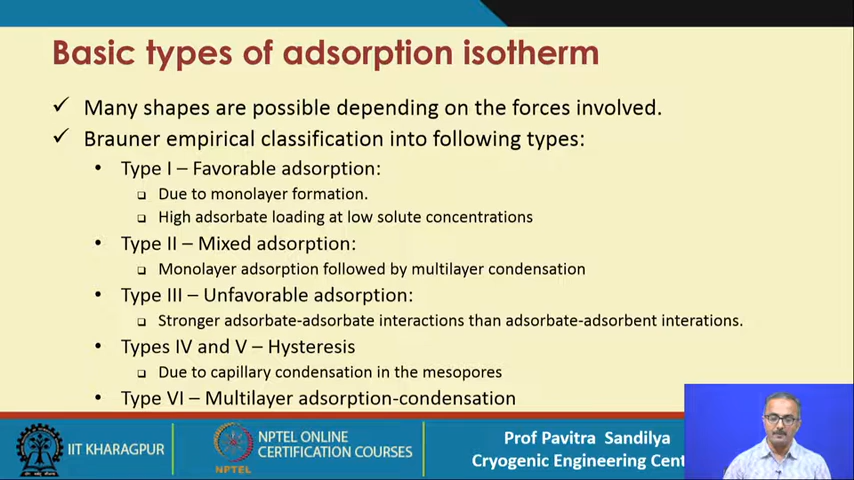 Basic types of adsorption isotherm
✓ Many shapes are possible depending on the forces involved.
✓ Brauner empirical classification into following types:
• Type I – Favorable adsorption:
❑ Due to monolayer formation.
❑ High adsorbate loading at low solute concentrations
• Type II – Mixed adsorption:
❑ Monolayer adsorption followed by multilayer condensation
• Type III – Unfavorable adsorption:
❑ Stronger adsorbate-adsorbate interactions than adsorbate-adsorbent interations.
• Types IV and V – Hysteresis
❑ Due to capillary condensation in the mesopores
• Type VI – Multilayer adsorption-condensation
IIT KHARAGPUR
NPTEL
NPTEL ONLINE
CERTIFICATION COURSES
Prof Pavitra Sandilya
Cryogenic Engineering Cent